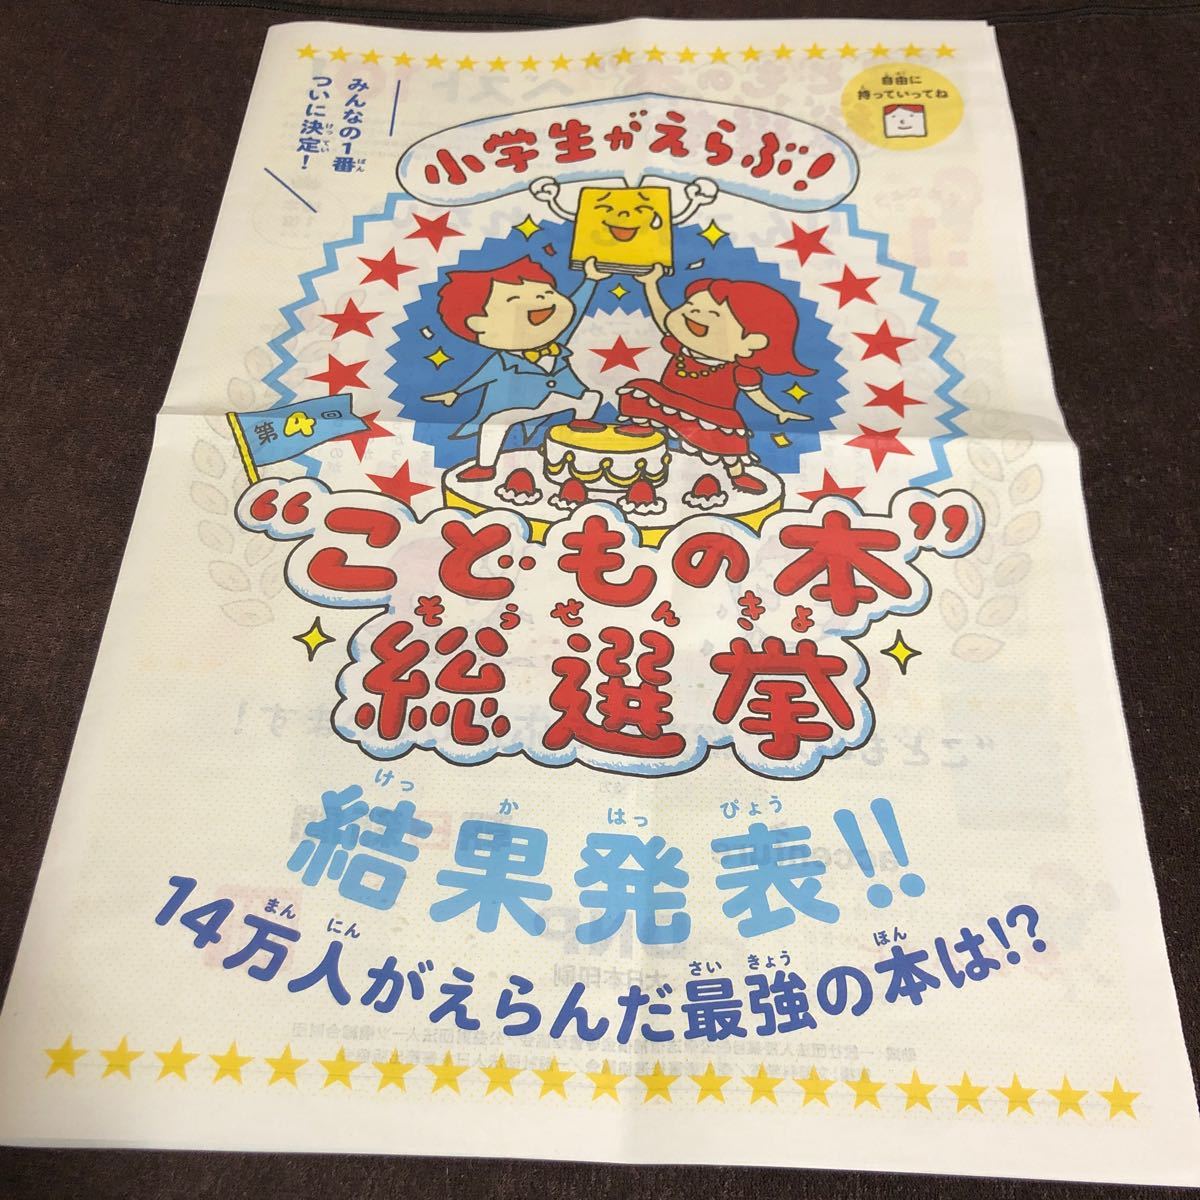 みんなの1番
ついに決定!
自由に
持っていってね
小学生がえらぶ!
第4回
"こどもの本"
総選挙
結果発表!!
14万人がえらんだ最強の本は!?